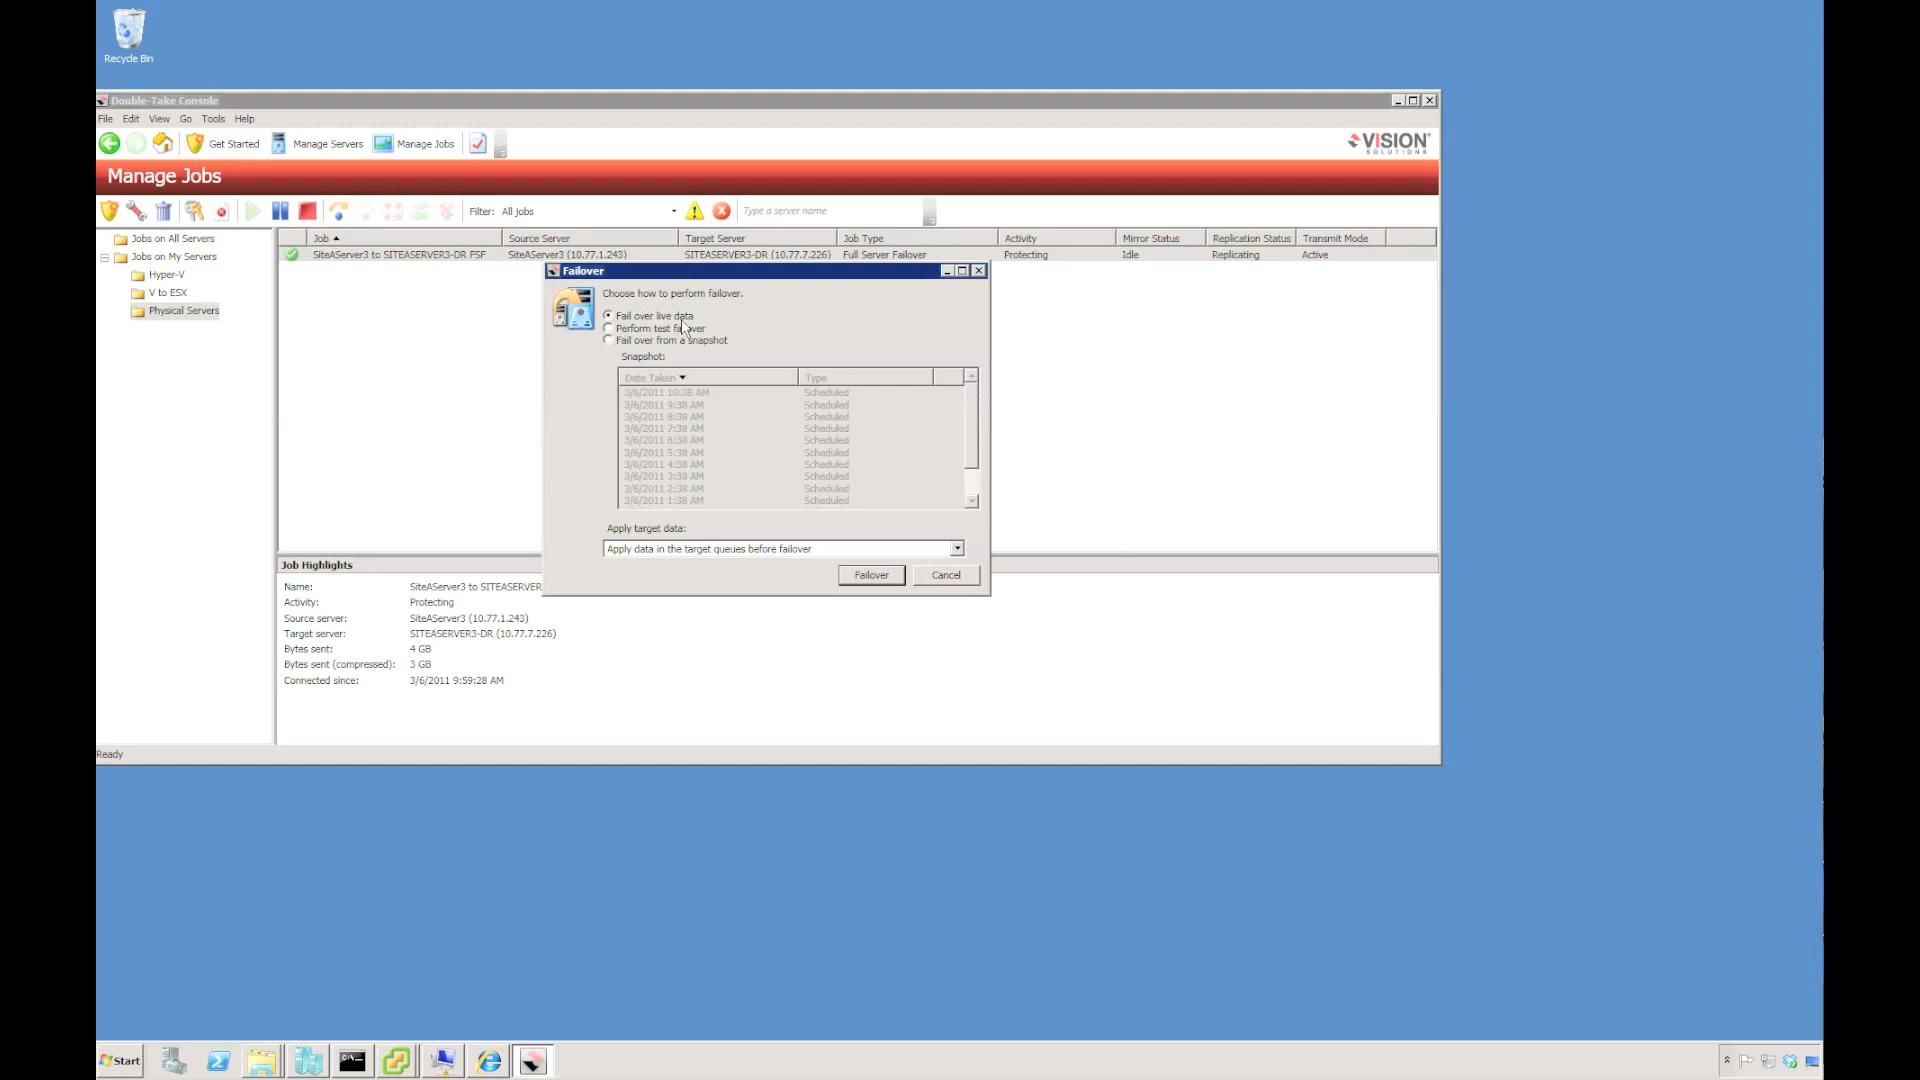 Recycle Bin
Double-Take Console
File Edit View Go Tools Help
Get Started Manage Servers Manage Jobs
VISION
SOLUTIONS
Manage Jobs
Filter: All jobs Type a server name
Jobs on All Servers
Jobs on My Servers
Hyper-V
V to ESX
Physical Servers
Job Source Server Target Server Job Type Activity Mirror Status Replication Status Transmit Mode
SiteAServer3 to SITEASERVER3-DR FSF SiteAServer3 (10.77.1.243) SITEASERVER3-DR (10.77.7.226) Full Server Failover Protecting Idle Replicating Active
Failover
Choose how to perform failover.
Fail over live data
Perform test failover
Fail over from a snapshot
Snapshot:
Date Taken Type
3/6/2011 10:38 AM Scheduled
3/6/2011 9:38 AM Scheduled
3/6/2011 8:38 AM Scheduled
3/6/2011 7:38 AM Scheduled
3/6/2011 6:38 AM Scheduled
3/6/2011 5:38 AM Scheduled
3/6/2011 4:38 AM Scheduled
3/6/2011 3:38 AM Scheduled
3/6/2011 2:38 AM Scheduled
3/6/2011 1:38 AM Scheduled
Apply target data:
Apply data in the target queues before failover
Failover Cancel
Job Highlights
Name: SiteAServer3 to SITEASERVER
Activity: Protecting
Source server: SiteAServer3 (10.77.1.243)
Target server: SITEASERVER3-DR (10.77.7.226)
Bytes sent: 4 GB
Bytes sent (compressed): 3 GB
Connected since: 3/6/2011 9:59:28 AM
Ready
Start